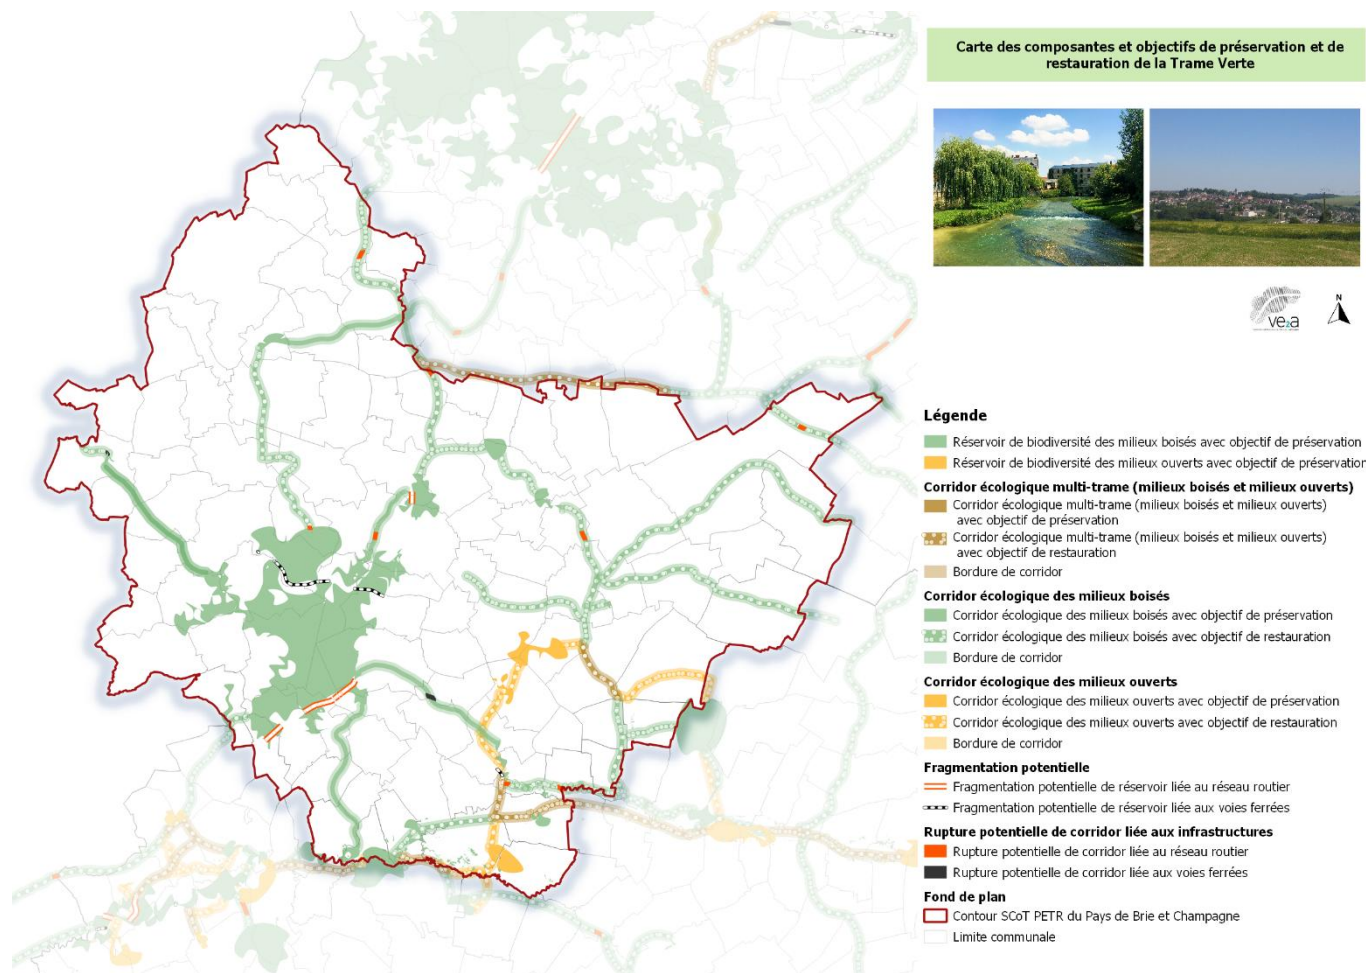 Carte des composantes et objectifs de préservation et de
restauration de la Trame Verte
ve2a
N
Légende
Réservoir de biodiversité des milieux boisés avec objectif de préservation
Réservoir de biodiversité des milieux ouverts avec objectif de préservation
Corridor écologique multi-trame (milieux boisés et milieux ouverts)
Corridor écologique multi-trame (milieux boisés et milieux ouverts)
avec objectif de préservation
Corridor écologique multi-trame (milieux boisés et milieux ouverts)
avec objectif de restauration
Bordure de corridor
Corridor écologique des milieux boisés
Corridor écologique des milieux boisés avec objectif de préservation
Corridor écologique des milieux boisés avec objectif de restauration
Bordure de corridor
Corridor écologique des milieux ouverts
Corridor écologique des milieux ouverts avec objectif de préservation
Corridor écologique des milieux ouverts avec objectif de restauration
Bordure de corridor
Fragmentation potentielle
Fragmentation potentielle de réservoir liée au réseau routier
Fragmentation potentielle de réservoir liée aux voies ferrées
Rupture potentielle de corridor liée aux infrastructures
Rupture potentielle de corridor liée au réseau routier
Rupture potentielle de corridor liée aux voies ferrées
Fond de plan
Contour SCoT PETR du Pays de Brie et Champagne
Limite communale